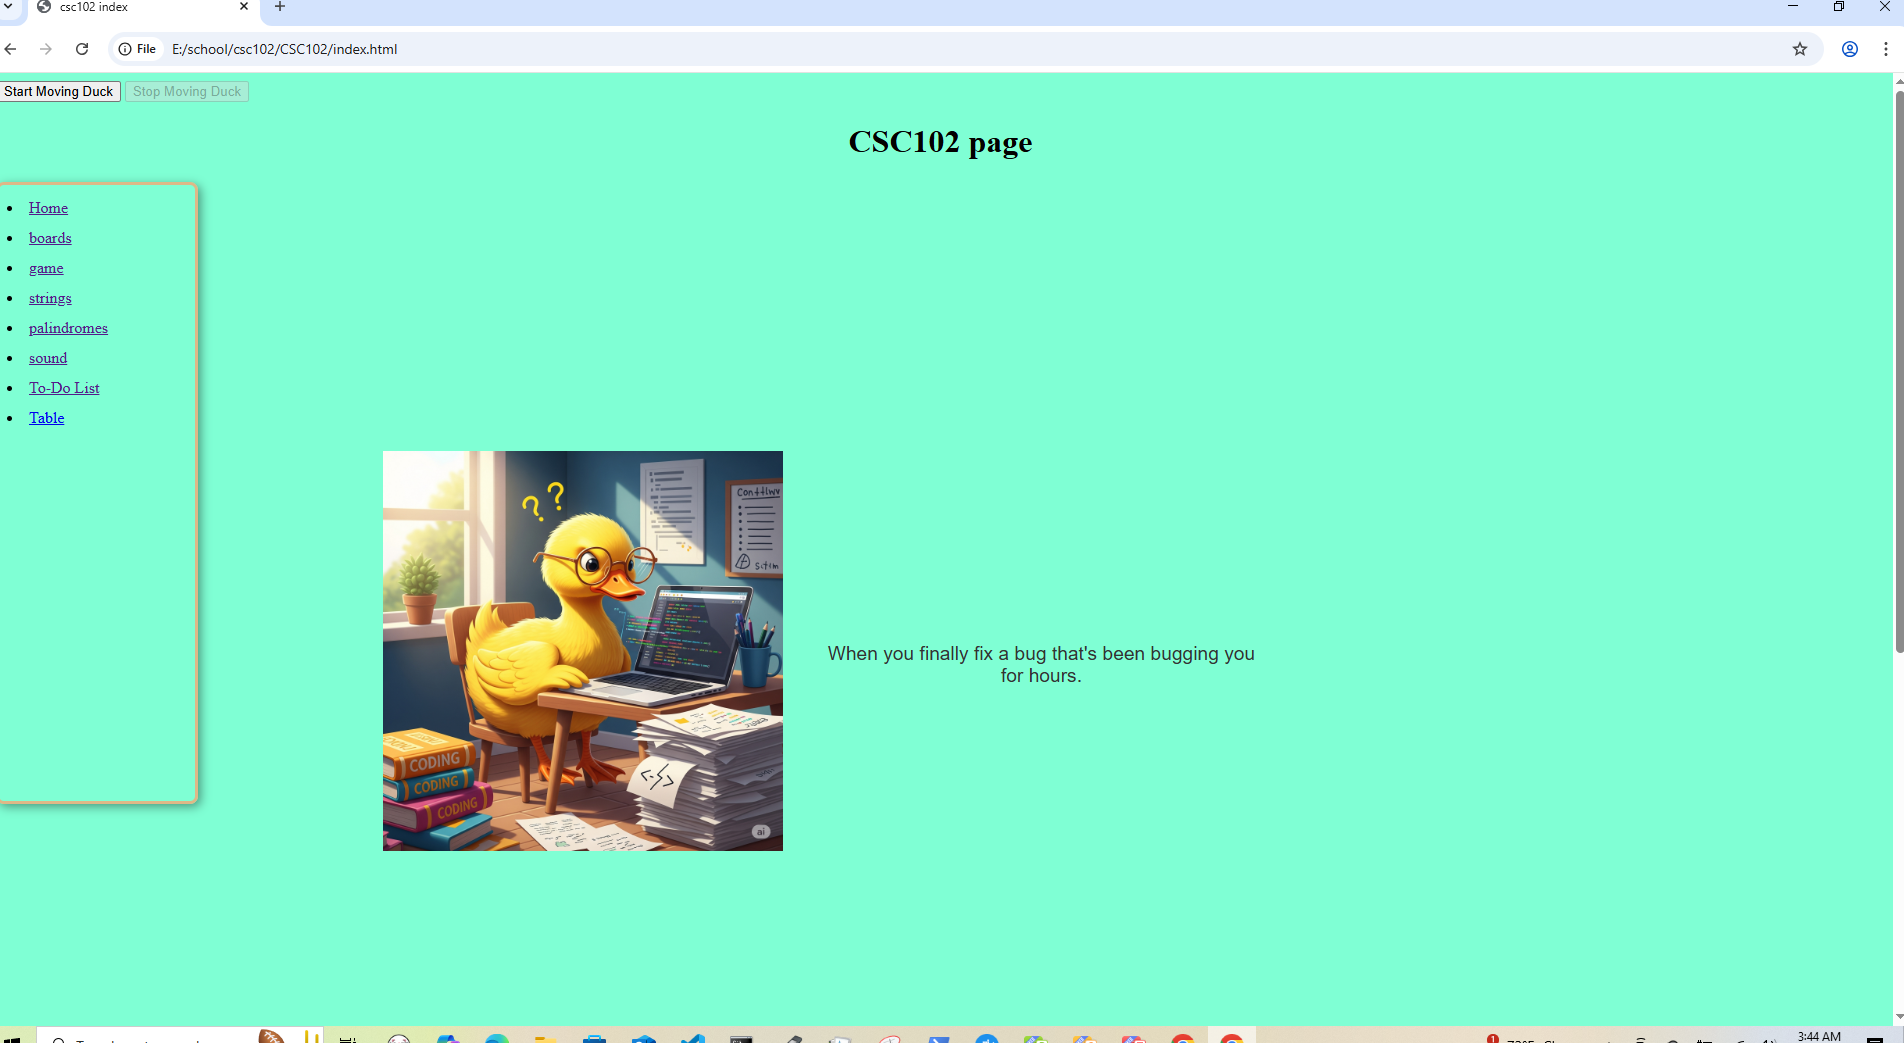 csc102 index
File
E:/school/csc102/CSC102/index.html
Start Moving Duck
Stop Moving Duck
CSC102 page
Home
boards
game
strings
palindromes
sound
To-Do List
Table
? ?
CODING
CODING
CODING
ai
When you finally fix a bug that's been bugging you
for hours.
1
3:44 AM